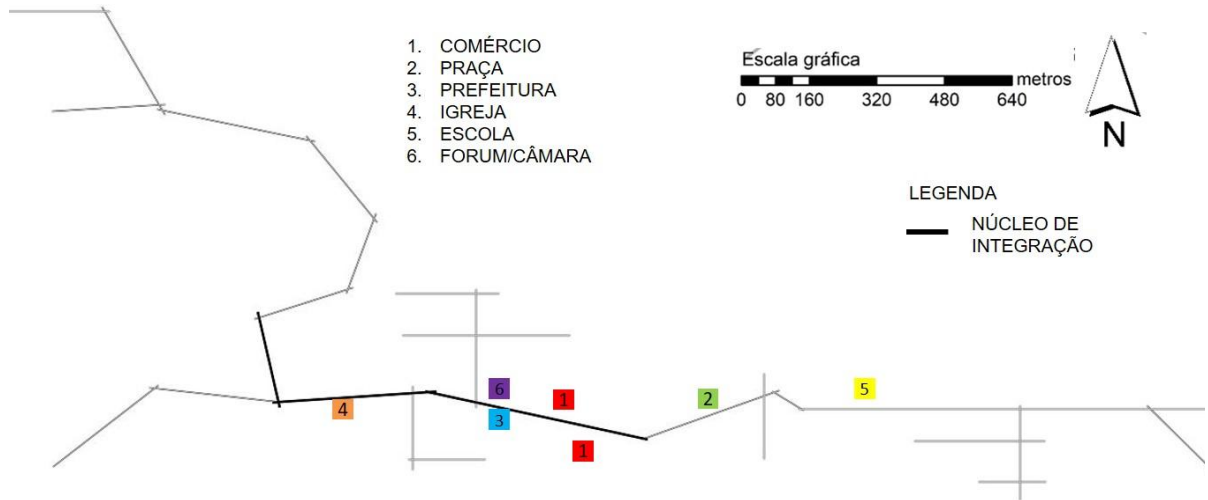 1. COMÉRCIO
2. PRAÇA
3. PREFEITURA
4. IGREJA
5. ESCOLA
6. FORUM/CÂMARA
Escala gráfica
metros
0 80 160 320 480 640
N
LEGENDA
NÚCLEO DE
INTEGRAÇÃO
6
1
2
5
4
3
1